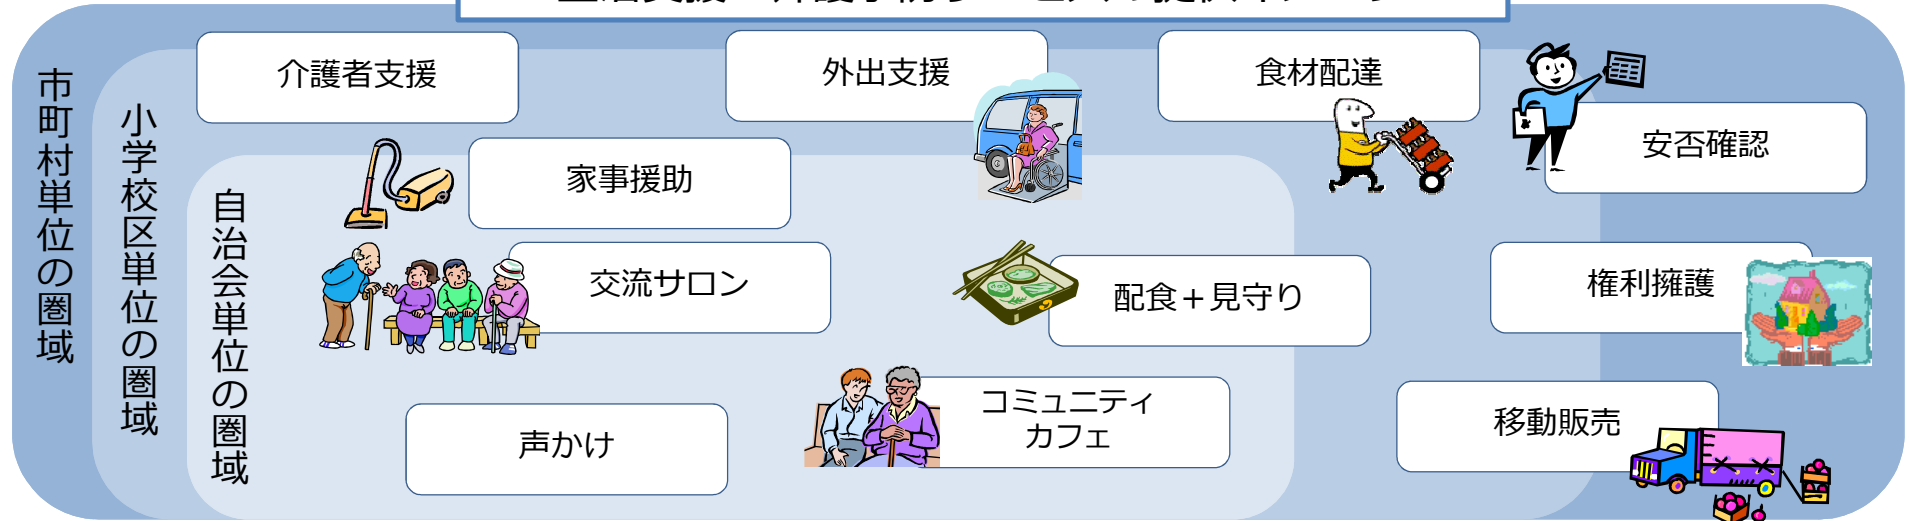 市町村単位の圏域
小学校区単位の圏域
自治会単位の圏域
介護者支援
外出支援
食材配達
安否確認
家事援助
交流サロン
配食＋見守り
権利擁護
声かけ
コミュニティ
カフェ
移動販売